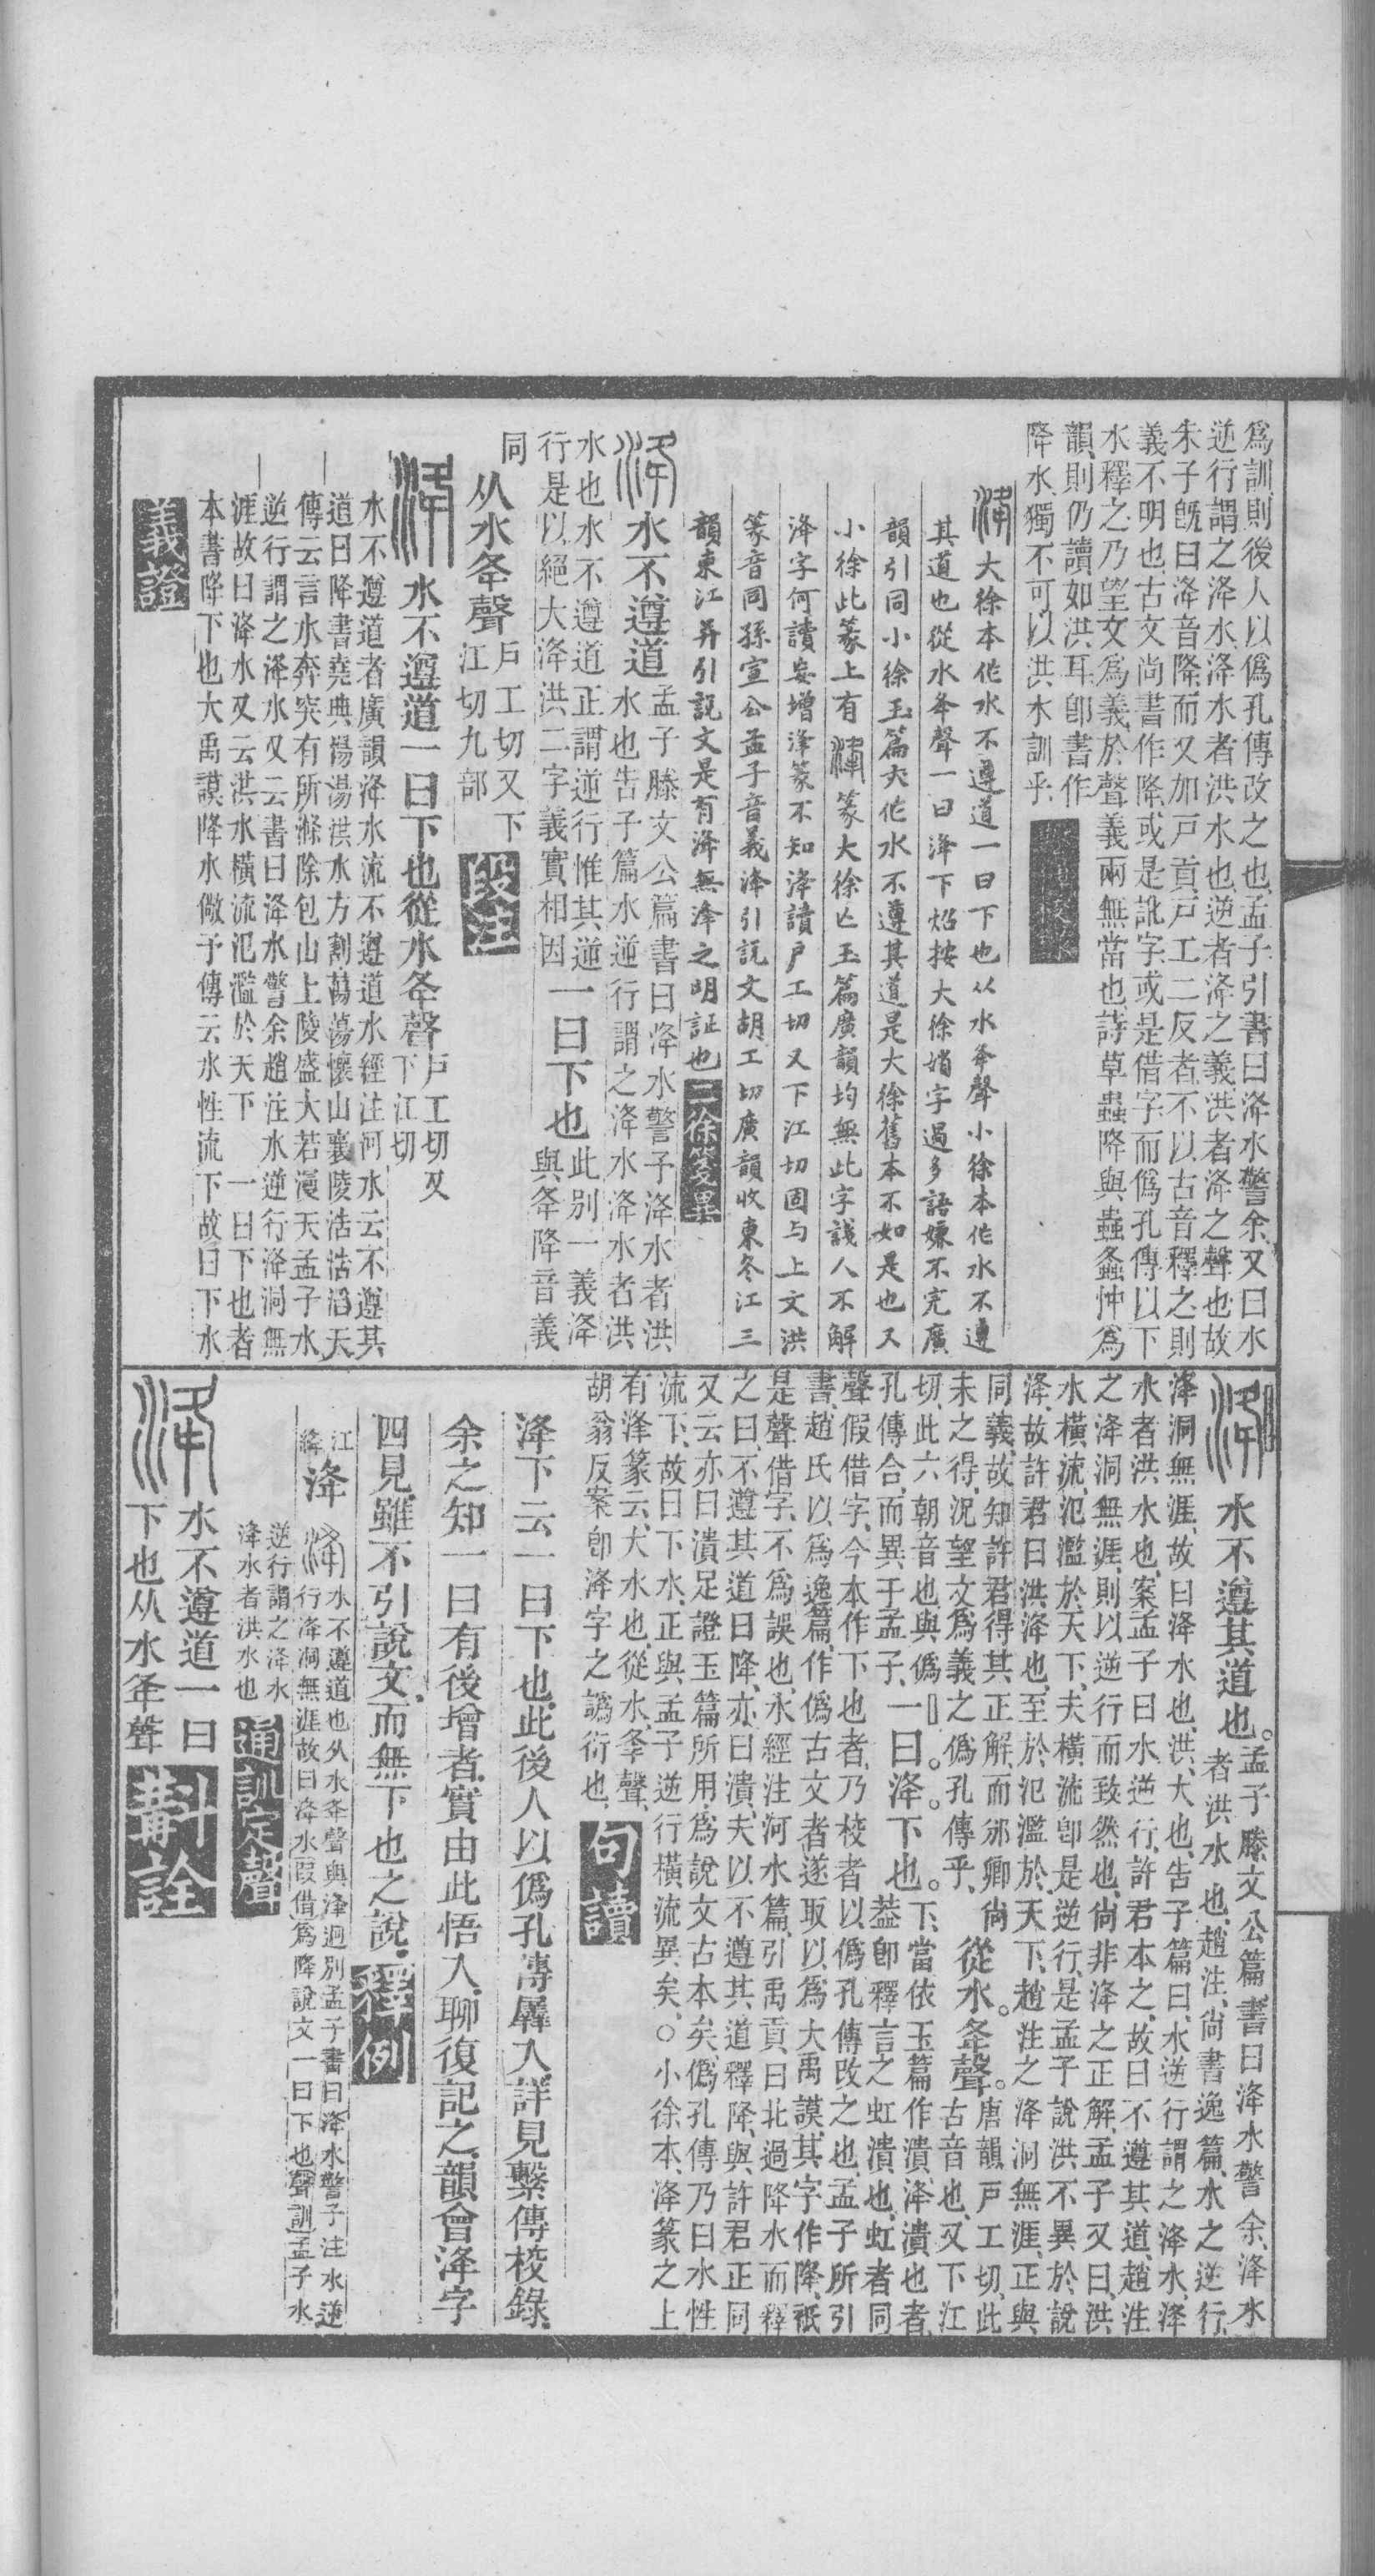 爲訓則後人以僞孔傳改之也孟子引書曰洚水警余又曰水
逆行謂之洚水洚水者洪水也逆者洚之義洪者洚之聲也故
朱子旣曰洚音降而又加戶貢戶工二反者不以古音釋之則
義不明也古文尚書作降或是訛字或是借字而僞孔傳以下
水釋之乃望文爲義於聲義兩無當也詩草蟲降與蟲螽忡爲
韻則仍讀如洪耳卽書作
降水獨不可以洪水訓乎
大徐本作水不遵道一曰下也从水夅聲小徐本作水不遵
其道也從水夅聲一曰洚下炤按大徐婧字過多語嫌不完廣
韻引同小徐玉篇夫作水不遵其道是大徐舊本不如是也又
小徐此篆上有 篆大徐亾玉篇廣韻均無此字諓人不解
洚字何讀妄增浲篆不知洚讀戶工切又下江切固与上文洪
篆音同孫宣公孟子音義洚引說文胡工切廣韻收東冬江三
韻東江幷引說文是有洚無浲之明証也 二徐箋異
水不遵道 孟子滕文公篇書曰洚水警予洚水者洪
水也告子篇水逆行謂之洚水洚水者洪
水也水不遵道正謂逆行惟其逆
行是以絕大洚洪二字義實相因 一曰下也 此別一義洚
與夅降音義
同 从水夅聲 戶工切又下
江切九部 段注
水不遵道一曰下也從水夅聲 戶工切又
下江切
水不遵道者廣韻洚水流不遵道水經注河水云不遵其
道曰降書堯典湯湯洪水方割蕩蕩懷山襄陵浩浩滔天
傳云言水奔突有所滌除包山上陵盛大若漫天孟子水
逆行謂之洚水又云書曰洚水警余趙注水逆行洚洞無
涯故曰洚水又云洪水橫流氾濫於天下 一曰下也者
本書降下也大禹謨降水儆予傳云水性流下故曰下水
義證
水不遵其道也。 孟子滕文公篇書曰洚水警余洚水
者洪水也趙注尚書逸篇水之逆行
洚洞無涯故曰洚水也洪大也告子篇曰水逆行謂之洚水洚
水者洪水也案孟子曰水逆行許君本之故曰不遵其道趙注
之洚洞無涯則以逆行而致然也尚非洚之正解孟子又曰洪
水橫流氾濫於天下夫橫流卽是逆行是孟子說洪不異於說
洚故許君曰洪洚也至於氾濫於天下趙注之洚洞無涯正與
同義故知許君得其正解而邠卿尚
未之得況望文爲義之僞孔傳乎 從水。夅聲。 唐韻戶工切此
古音也又下江
切此六朝音也與僞
孔傳合而異于孟子 一曰。洚。下也。 下當依玉篇作潰洚潰也者
葢卽釋言之虹潰也虹者同
聲假借字今本作下也者乃校者以僞孔傳改之也孟子所引
書趙氏以爲逸篇作僞古文者遂取以爲大禹謨其字作降祇
是聲借字不爲誤也水經注河水篇引禹貢曰北過降水而釋
之曰不遵其道曰降亦曰潰夫以不遵其道釋降與許君正同
又云亦曰潰足證玉篇所用爲說文古本矣僞孔傳乃曰水性
流下故曰下水正與孟子逆行橫流異矣○小徐本洚篆之上
有浲篆云大水也從水夆聲
胡翁反案卽洚字之譌衍也 句讀
洚下云一曰下也此後人以僞孔傳羼入詳見繫傳校錄
余之知一曰有後增者實由此悟入聊復記之韻會洚字
四見雖不引說文而無下也之說 釋例
江
絳 洚 水不遵道也从水夅聲與浲迥別孟子書曰洚水警予注水逆
行洚洞無涯故曰洚水叚借爲降說文一曰下也聲訓孟子水
逆行謂之洚水
洚水者洪水也 通訓定聲
水不遵道一曰
下也从水夅聲 斠詮